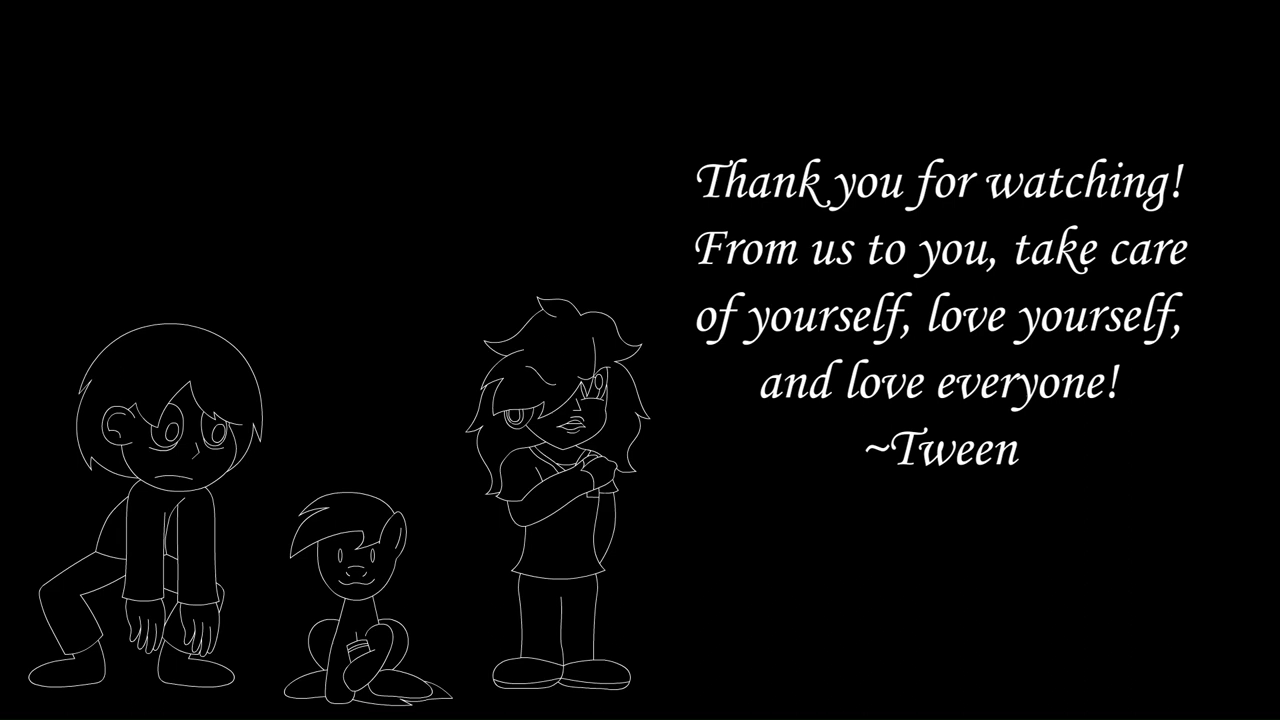 Thank you for watching!
From us to you, take care
of yourself, love yourself,
and love everyone!
~Tween